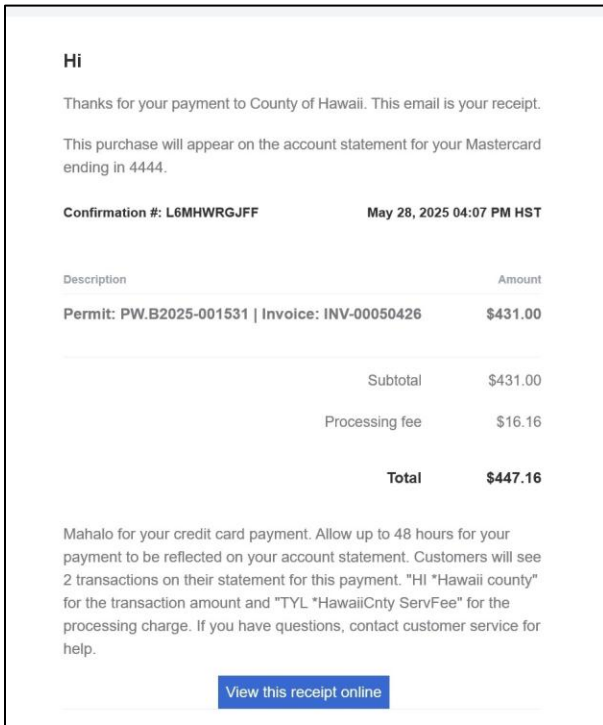 Hi
Thanks for your payment to County of Hawaii. This email is your receipt.
This purchase will appear on the account statement for your Mastercard
ending in 4444.
Confirmation #: L6MHWRGJFF May 28, 2025 04:07 PM HST
Description Amount
Permit: PW.B2025-001531 | Invoice: INV-00050426 $431.00
Subtotal $431.00
Processing fee $16.16
Total $447.16
Mahalo for your credit card payment. Allow up to 48 hours for your
payment to be reflected on your account statement. Customers will see
2 transactions on their statement for this payment. "HI *Hawaii county"
for the transaction amount and "TYL *HawaiiCnty ServFee" for the
processing charge. If you have questions, contact customer service for
help.
View this receipt online